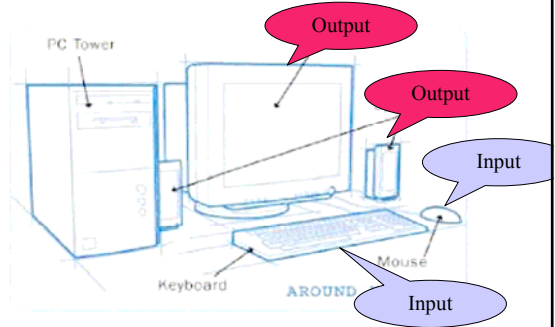 Output
PC Tower
Output
Input
Mouse
Keyboard
AROUND
Input